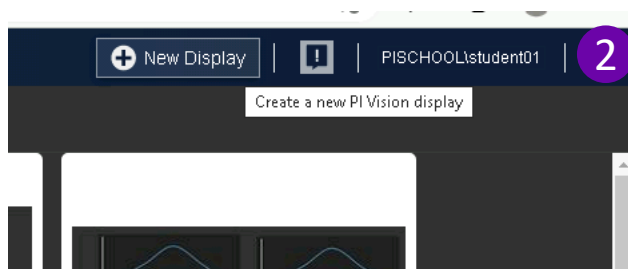 New Display
!
PISCHOOL\student01
2
Create a new PI Vision display